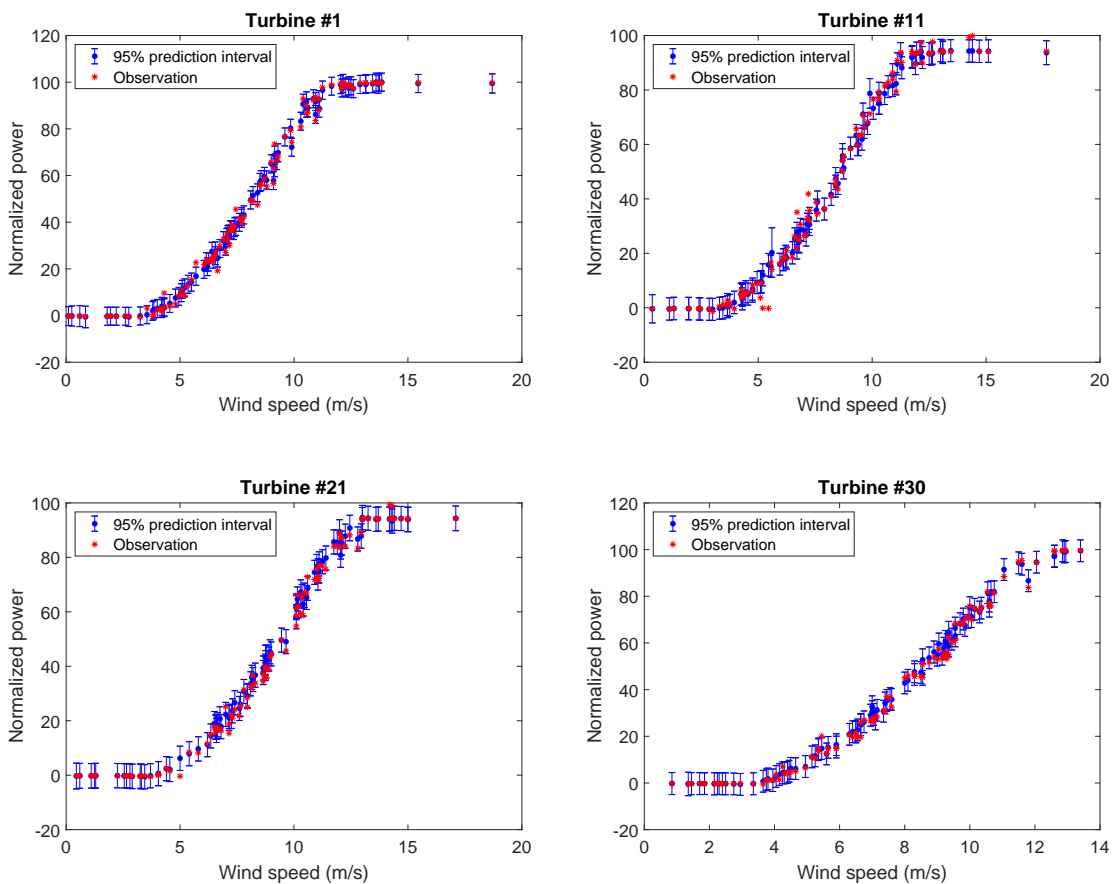 Turbine #1
120
100
80
60
40
20
0
-20
0 5 10 15 20
Normalized power
Wind speed (m/s)
95% prediction interval
Observation
Turbine #11
100
80
60
40
20
0
-20
0 5 10 15 20
Normalized power
Wind speed (m/s)
95% prediction interval
Observation
Turbine #21
100
80
60
40
20
0
-20
0 5 10 15 20
Normalized power
Wind speed (m/s)
95% prediction interval
Observation
Turbine #30
120
100
80
60
40
20
0
-20
0 2 4 6 8 10 12 14
Normalized power
Wind speed (m/s)
95% prediction interval
Observation